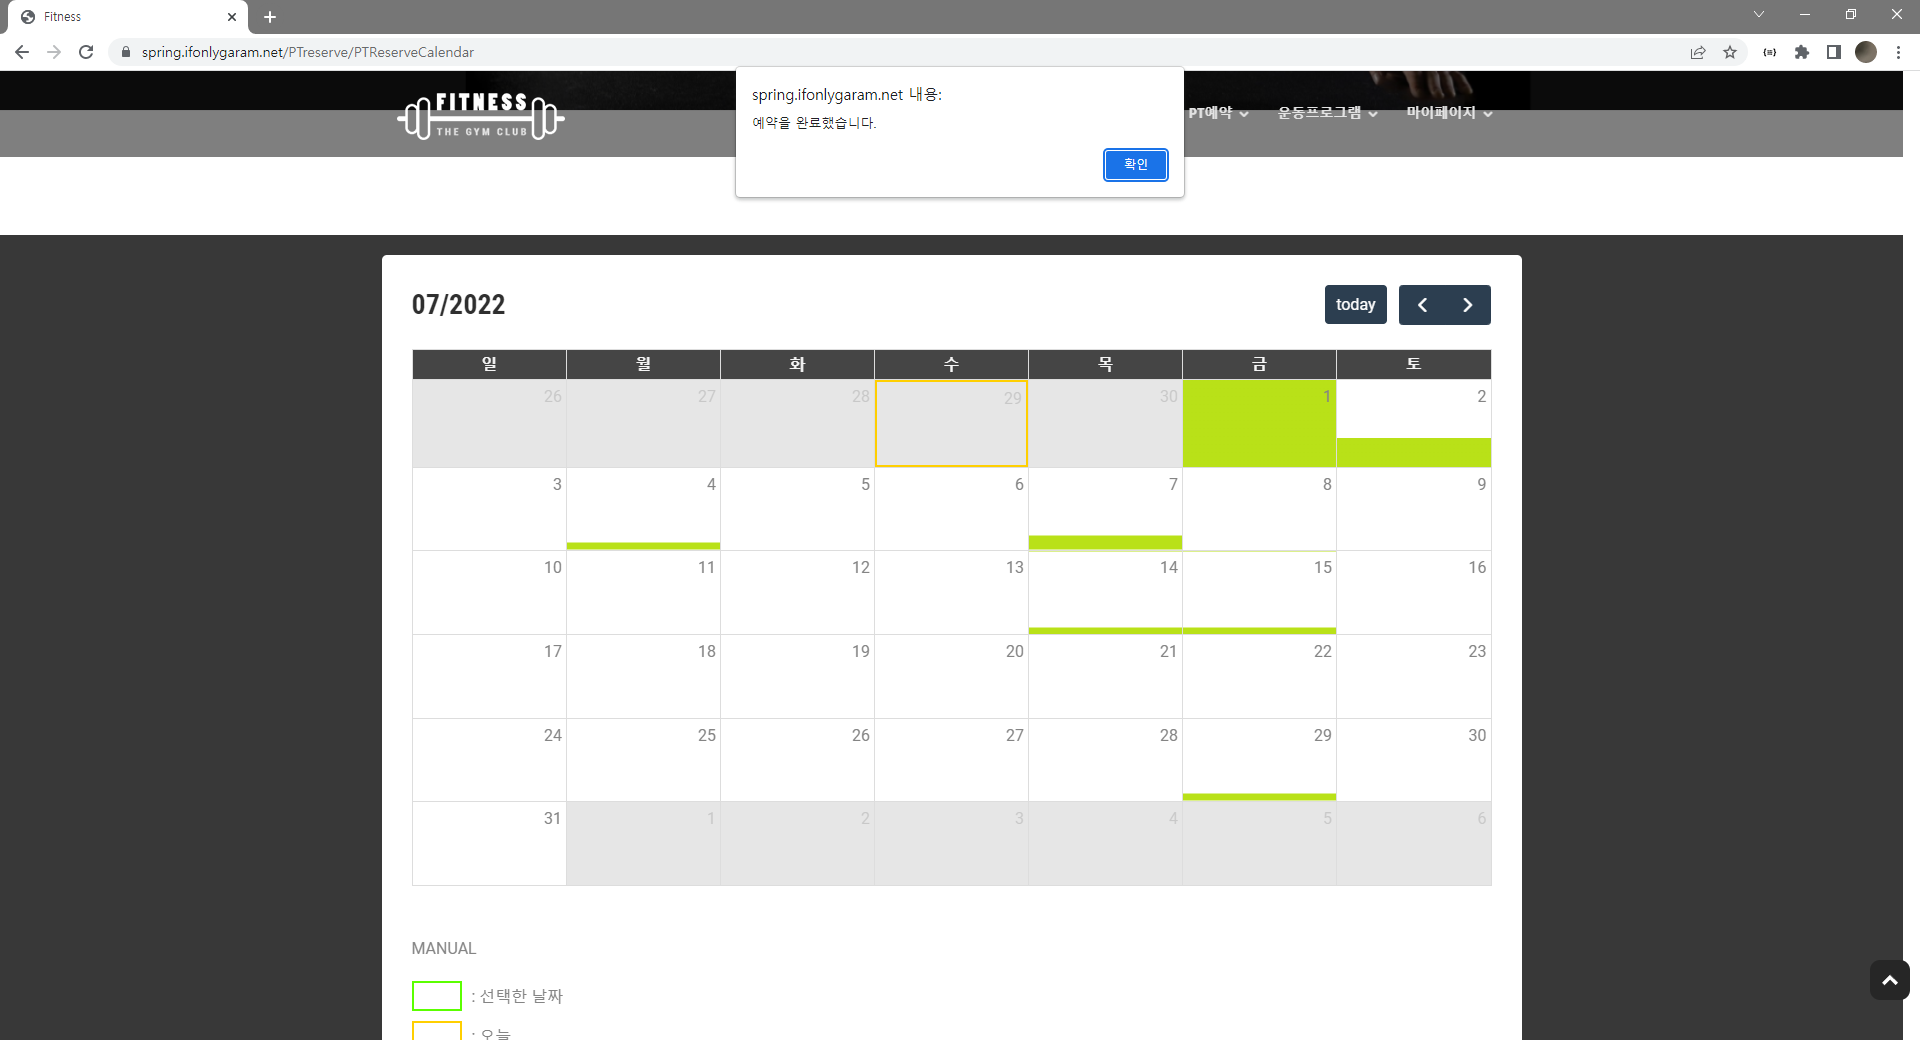 Fitness
spring.ifonlygaram.net/PTreserve/PTReserveCalendar
FITNESS
THE GYM CLUB
PT예약
운동프로그램
마이페이지
spring.ifonlygaram.net 내용:
예약을 완료했습니다.
확인
07/2022
today
일 월 화 수 목 금 토
26 27 28 29 30 1 2
3 4 5 6 7 8 9
10 11 12 13 14 15 16
17 18 19 20 21 22 23
24 25 26 27 28 29 30
31 1 2 3 4 5 6
MANUAL
: 선택한 날짜
: 오늘